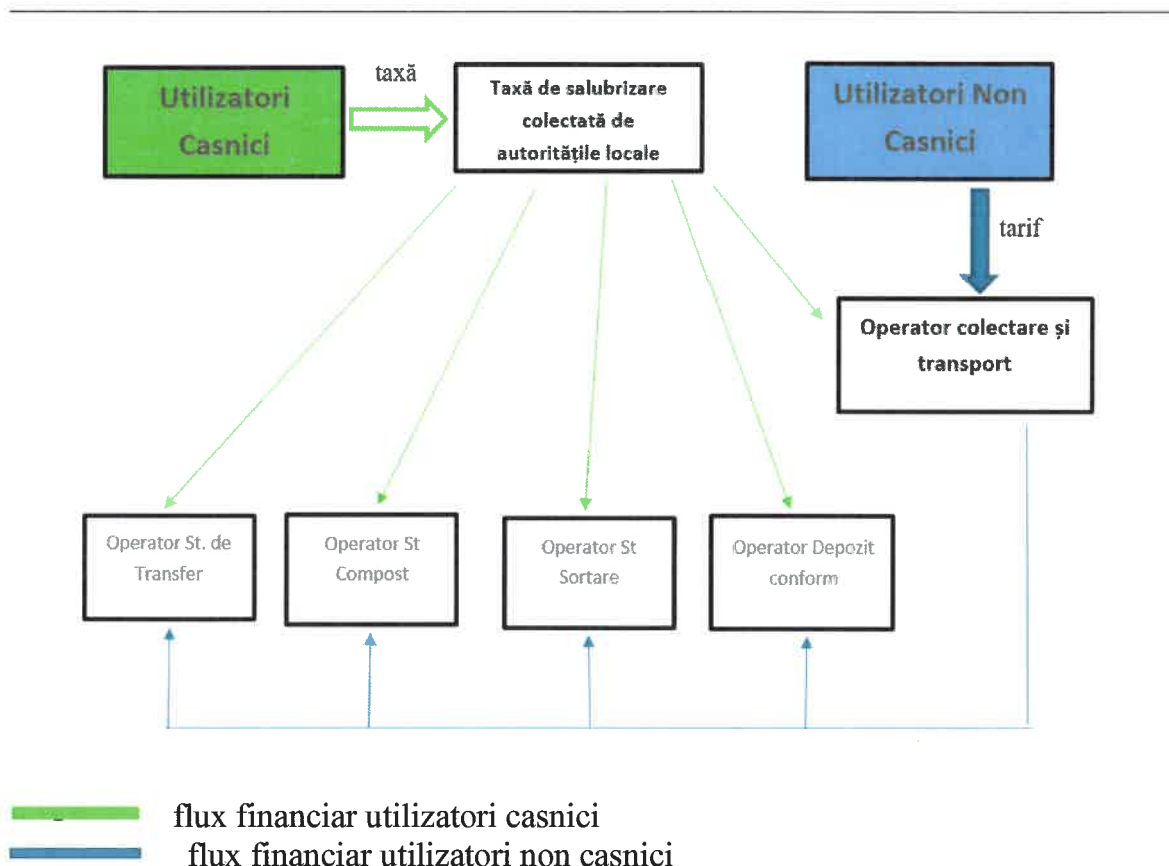 Utilizatori
Casnici
taxă
Taxă de salubrizare
colectată de
autoritățile locale
Utilizatori Non
Casnici
tarif
Operator colectare și
transport
Operator St. de
Transfer
Operator St
Compost
Operator St
Sortare
Operator Depozit
conform
flux financiar utilizatori casnici
flux financiar utilizatori non casnici